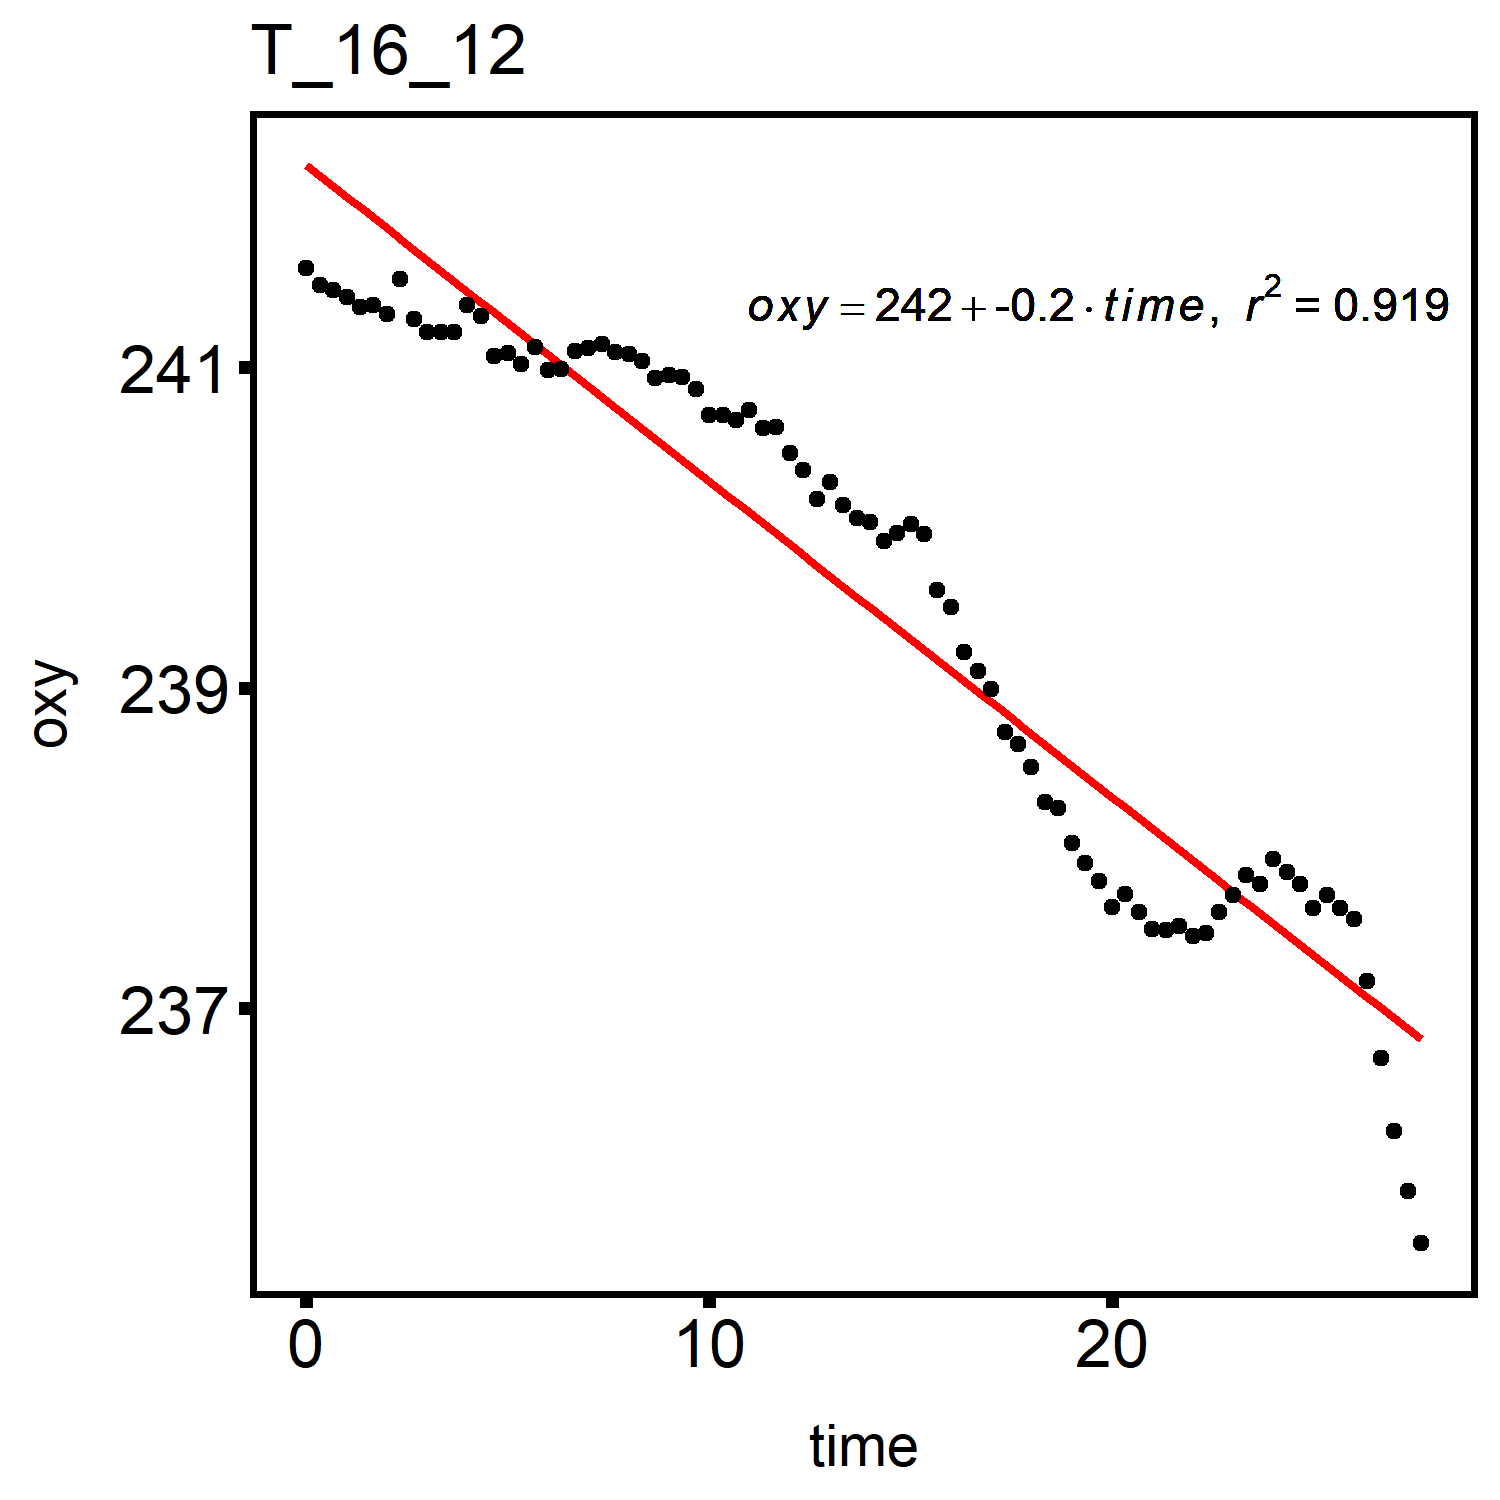 T_16_12
oxy = 242 + -0.2 · time, r² = 0.919
241
239
237
oxy
0 10 20
time